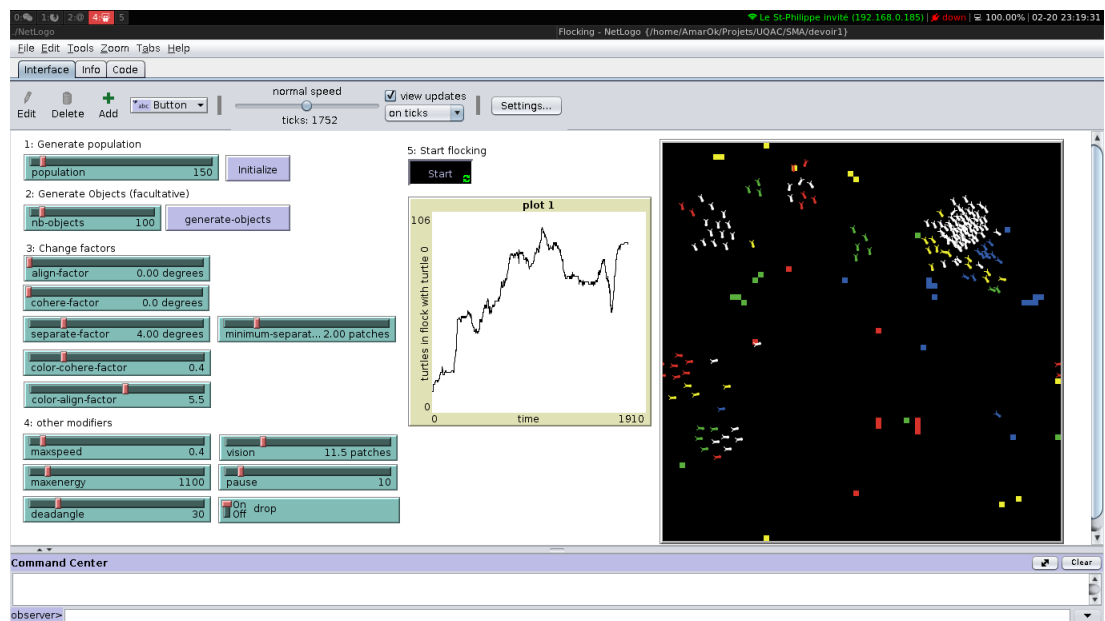 0: 1: 2:@ 4: 5
Le St-Philippe invité (192.168.0.185) | down | 100.00% | 02-20 23:19:31
./NetLogo
Flocking - NetLogo {/home/AmarOk/Projets/UQAC/SMA/devoir1}
File Edit Tools Zoom Tabs Help
Interface Info Code
Edit Delete Add
abc Button
normal speed
ticks: 1752
view updates
on ticks
Settings...
1: Generate population
population 150
Initialize
2: Generate Objects (facultative)
nb-objects 100
generate-objects
3: Change factors
align-factor 0.00 degrees
cohere-factor 0.0 degrees
separate-factor 4.00 degrees
minimum-separat... 2.00 patches
color-cohere-factor 0.4
color-align-factor 5.5
4: other modifiers
maxspeed 0.4
vision 11.5 patches
maxenergy 1100
pause 10
deadangle 30
On
Off
drop
5: Start flocking
Start
plot 1
106
turtles in flock with turtle 0
0
0 time 1910
Command Center
Clear
observer>